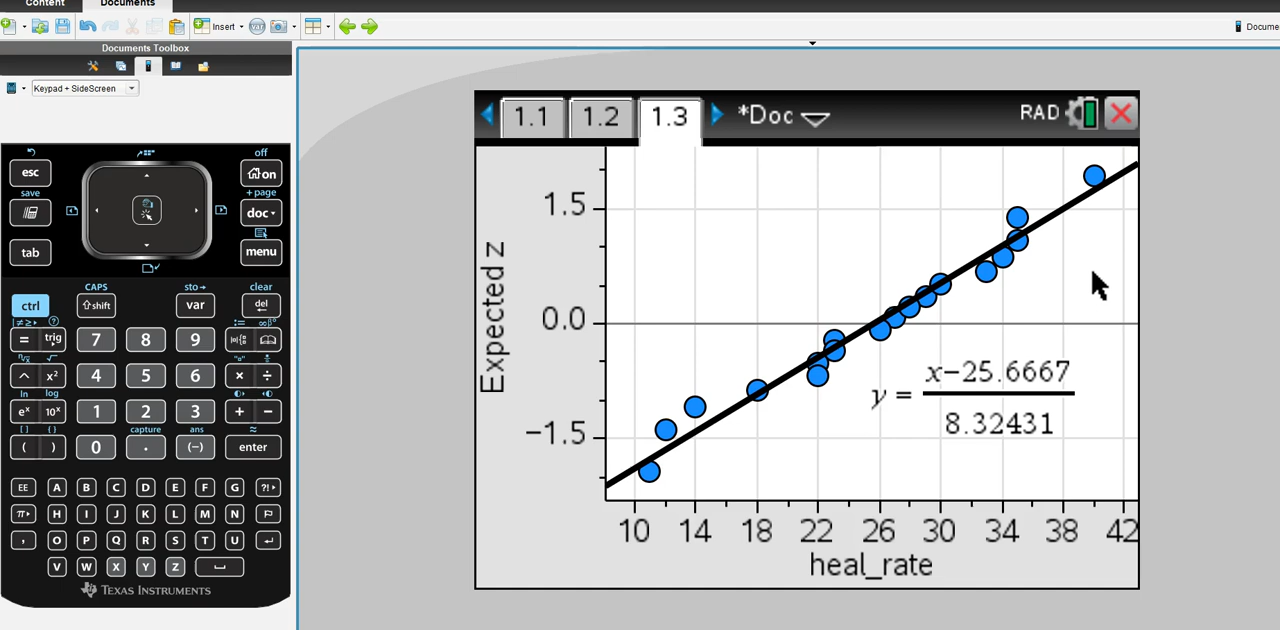 Content
Documents
Insert
VAR
Docume
Documents Toolbox
Keypad + SideScreen
1.1 1.2 1.3 *Doc RAD
Expected z
1.5
0.0
−1.5
y = x−25.6667
8.32431
10 14 18 22 26 30 34 38 42
heal_rate
off
esc
on
save
+ page
doc
tab
menu
CAPS
sto→
clear
ctrl
shift
var
del
= trig 7 8 9
^ x² 4 5 6 × ÷
ln log
eˣ 10ˣ 1 2 3 + −
[ ] { } capture ans ≈
( ) 0 . (−) enter
EE A B C D E F G ?!
π H I J K L M N
, O P Q R S T U
V W X Y Z
TEXAS INSTRUMENTS